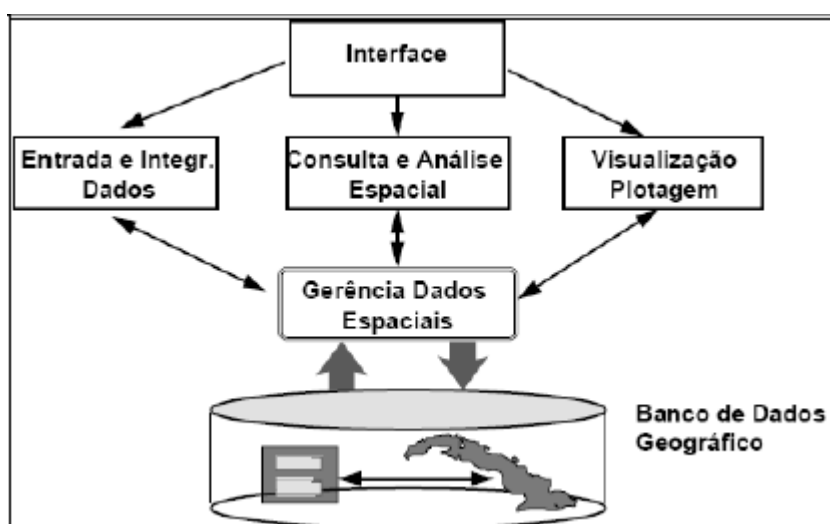 Interface
Entrada e Integr.
Dados
Consulta e Análise
Espacial
Visualização
Plotagem
Gerência Dados
Espaciais
Banco de Dados
Geográfico